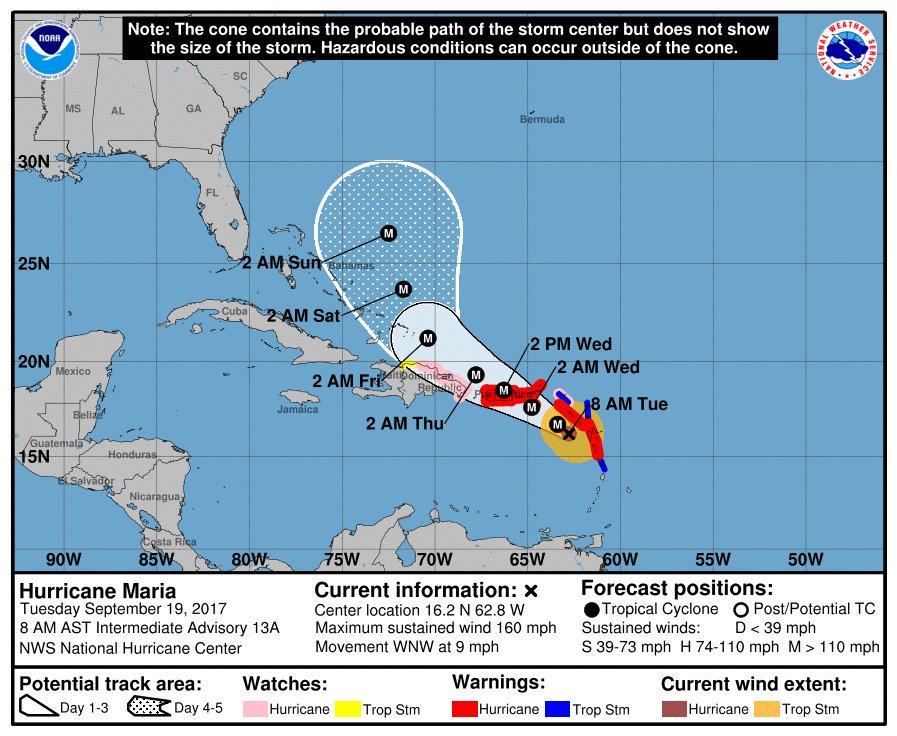 Note: The cone contains the probable path of the storm center but does not show
the size of the storm. Hazardous conditions can occur outside of the cone.
NOAA
NATIONAL WEATHER SERVICE
SC
MS
AL
GA
Bermuda
30N
FL
25N
2 AM Sun
Bahamas
M
M
2 AM Sat
Cuba
M
2 PM Wed
20N
2 AM Wed
Mexico
2 AM Fri
Haiti
Dominican
Republic
M
M
M
8 AM Tue
Jamaica
Belize
2 AM Thu
M
Guatemala
Honduras
15N
El Salvador
Nicaragua
Costa Rica
90W
85W
80W
75W
70W
65W
60W
55W
50W
Hurricane Maria
Tuesday September 19, 2017
8 AM AST Intermediate Advisory 13A
NWS National Hurricane Center
Current information: x
Center location 16.2 N 62.8 W
Maximum sustained wind 160 mph
Movement WNW at 9 mph
Forecast positions:
Tropical Cyclone Post/Potential TC
Sustained winds: D < 39 mph
S 39-73 mph H 74-110 mph M > 110 mph
Potential track area:
Day 1-3 Day 4-5
Watches:
Hurricane Trop Stm
Warnings:
Hurricane Trop Stm
Current wind extent:
Hurricane Trop Stm